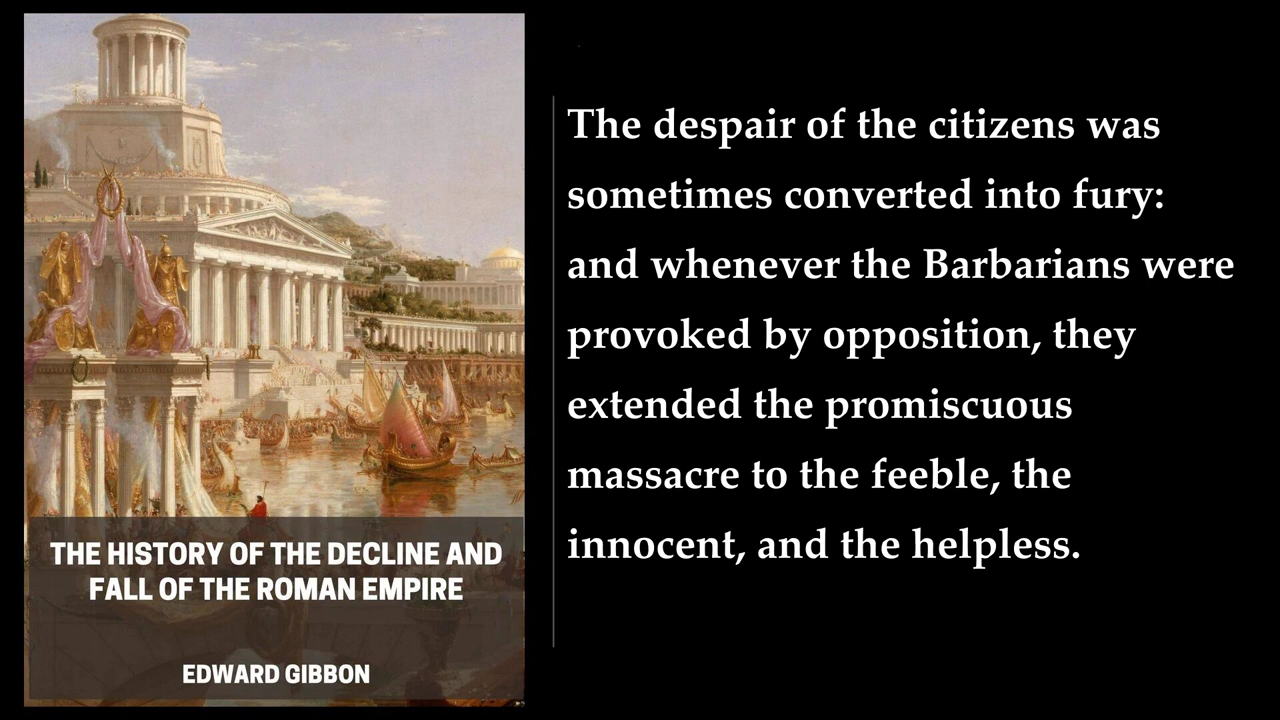 THE HISTORY OF THE DECLINE AND
FALL OF THE ROMAN EMPIRE
EDWARD GIBBON
The despair of the citizens was
sometimes converted into fury:
and whenever the Barbarians were
provoked by opposition, they
extended the promiscuous
massacre to the feeble, the
innocent, and the helpless.